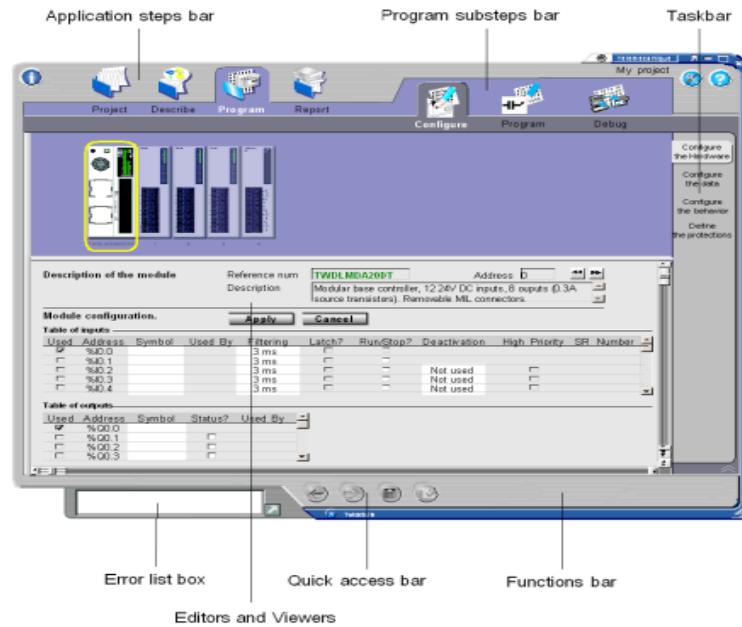 Application steps bar
Program substeps bar
Taskbar
My project
Project Describe Program Report
Configure Program Debug
Configure the Hardware
Configure the data
Configure the behavior
Define the protections
1 2 3 4
Description of the module
Reference num TWDLMDA20DT Address 0
Description Modular base controller, 12 24V DC inputs, 8 ouputs (0.3A
source transistors). Removable MIL connectors.
Module configuration. Apply Cancel
Table of inputs
Used Address Symbol Used By Filtering Latch? Run/Stop? Deactivation High Priority SR Number
%I0.0 3 ms
%I0.1 3 ms
%I0.2 3 ms Not used
%I0.3 3 ms Not used
%I0.4 3 ms Not used
Table of outputs
Used Address Symbol Status? Used By
%Q0.0
%Q0.1
%Q0.2
%Q0.3
Error list box
Quick access bar
Functions bar
Editors and Viewers